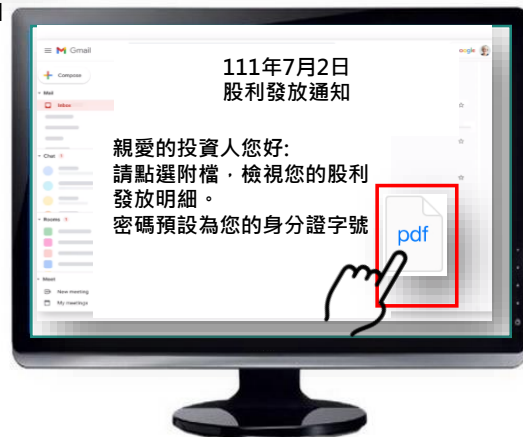 Gmail
oogle
Compose
Mail
Inbox
Chat
Rooms
Meet
New meeting
My meetings
111年7月2日
股利發放通知
親愛的投資人您好:
請點選附檔，檢視您的股利
發放明細。
密碼預設為您的身分證字號
pdf